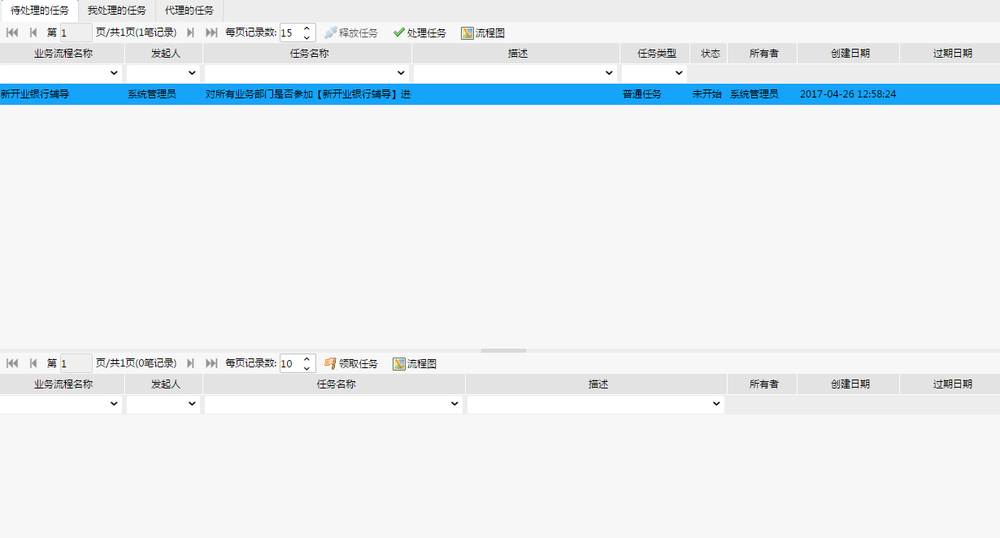 待处理的任务 我处理的任务 代理的任务
第 1 页/共1页(1笔记录) 每页记录数: 15 释放任务 处理任务 流程图
业务流程名称 发起人 任务名称 描述 任务类型 状态 所有者 创建日期 过期日期
新开业银行辅导 系统管理员 对所有业务部门是否参加【新开业银行辅导】进 普通任务 未开始 系统管理员 2017-04-26 12:58:24
第 1 页/共1页(0笔记录) 每页记录数: 10 领取任务 流程图
业务流程名称 发起人 任务名称 描述 所有者 创建日期 过期日期